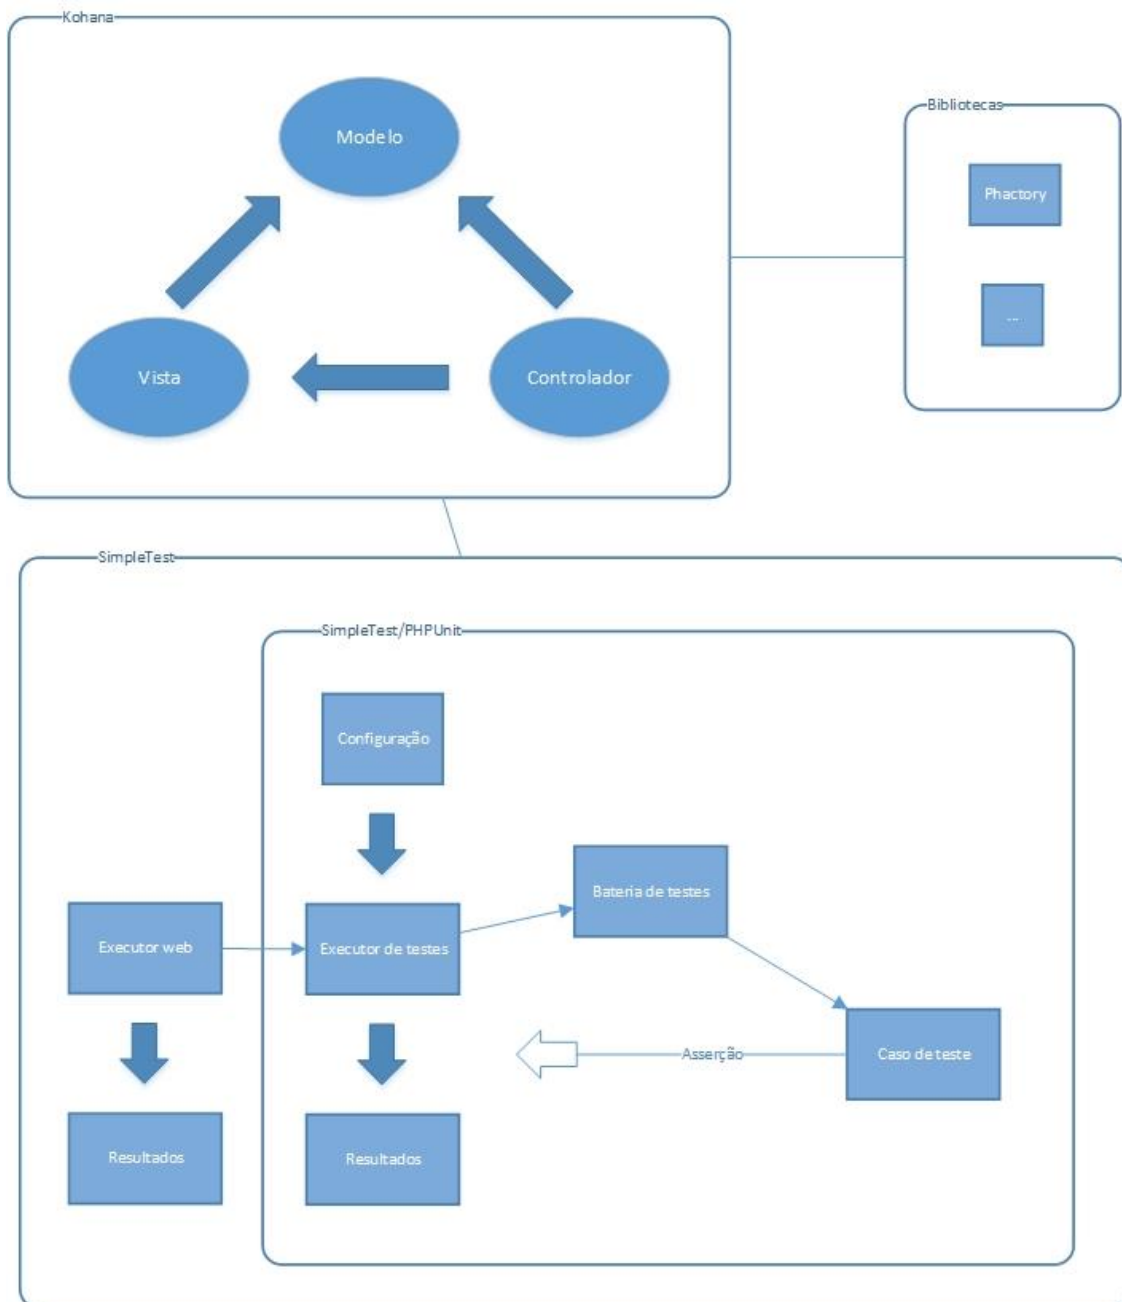 Kohana
Modelo
Bibliotecas
Phactory
...
Vista
Controlador
SimpleTest
SimpleTest/PHPUnit
Configuração
Bateria de testes
Executor web
Executor de testes
Asserção
Caso de teste
Resultados
Resultados